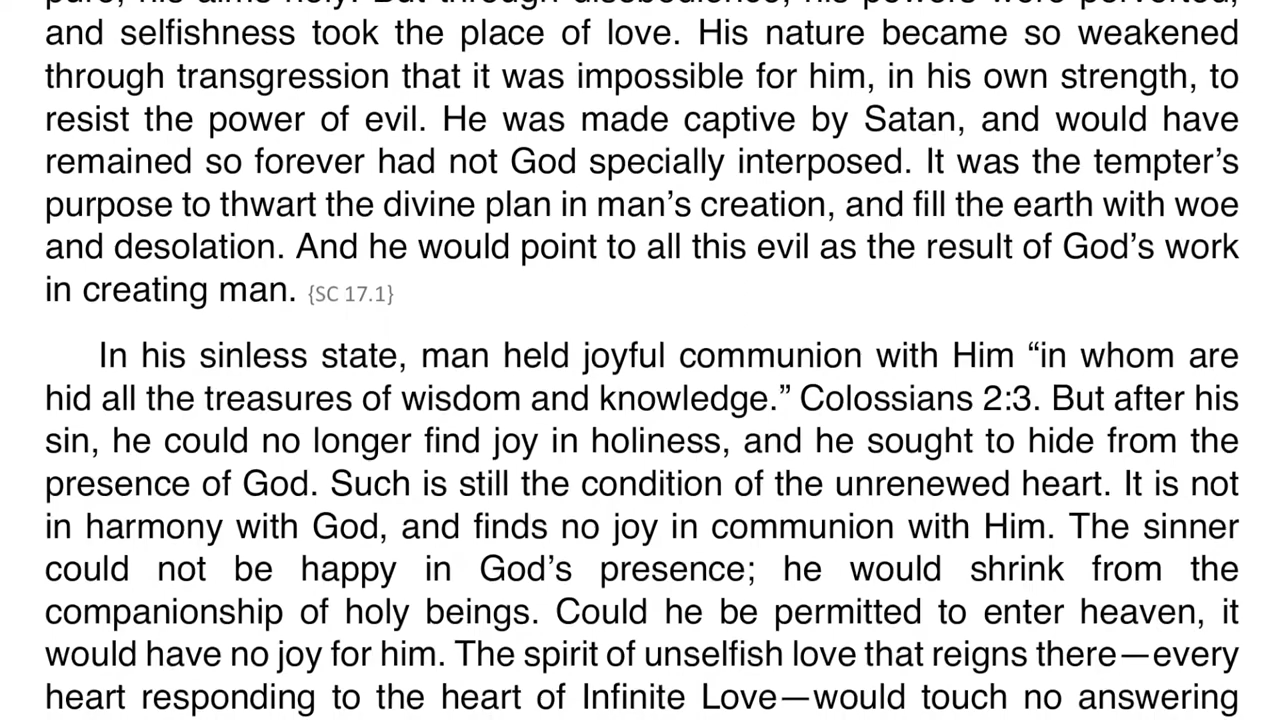 pure, his aims holy. But through disobedience, his powers were perverted,
and selfishness took the place of love. His nature became so weakened
through transgression that it was impossible for him, in his own strength, to
resist the power of evil. He was made captive by Satan, and would have
remained so forever had not God specially interposed. It was the tempter’s
purpose to thwart the divine plan in man’s creation, and fill the earth with woe
and desolation. And he would point to all this evil as the result of God’s work
in creating man. {SC 17.1}
In his sinless state, man held joyful communion with Him “in whom are
hid all the treasures of wisdom and knowledge.” Colossians 2:3. But after his
sin, he could no longer find joy in holiness, and he sought to hide from the
presence of God. Such is still the condition of the unrenewed heart. It is not
in harmony with God, and finds no joy in communion with Him. The sinner
could not be happy in God’s presence; he would shrink from the
companionship of holy beings. Could he be permitted to enter heaven, it
would have no joy for him. The spirit of unselfish love that reigns there—every
heart responding to the heart of Infinite Love—would touch no answering